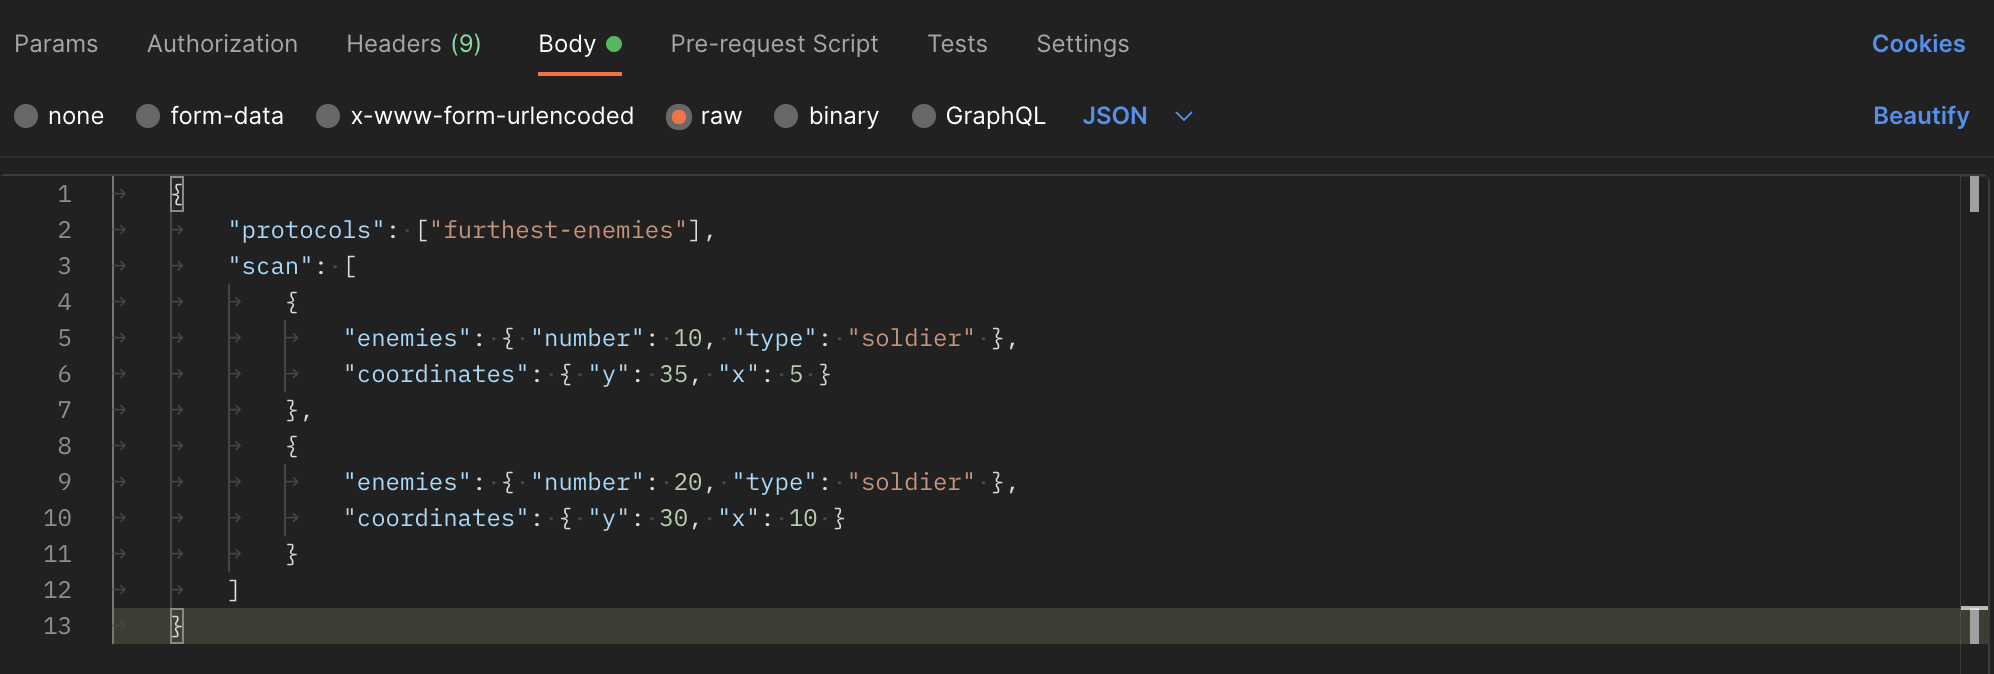 Params Authorization Headers (9) Body Pre-request Script Tests Settings Cookies
none form-data x-www-form-urlencoded raw binary GraphQL JSON Beautify
1 {
2 "protocols": ["furthest-enemies"],
3 "scan": [
4 {
5 "enemies": { "number": 10, "type": "soldier" },
6 "coordinates": { "y": 35, "x": 5 }
7 },
8 {
9 "enemies": { "number": 20, "type": "soldier" },
10 "coordinates": { "y": 30, "x": 10 }
11 }
12 ]
13 }